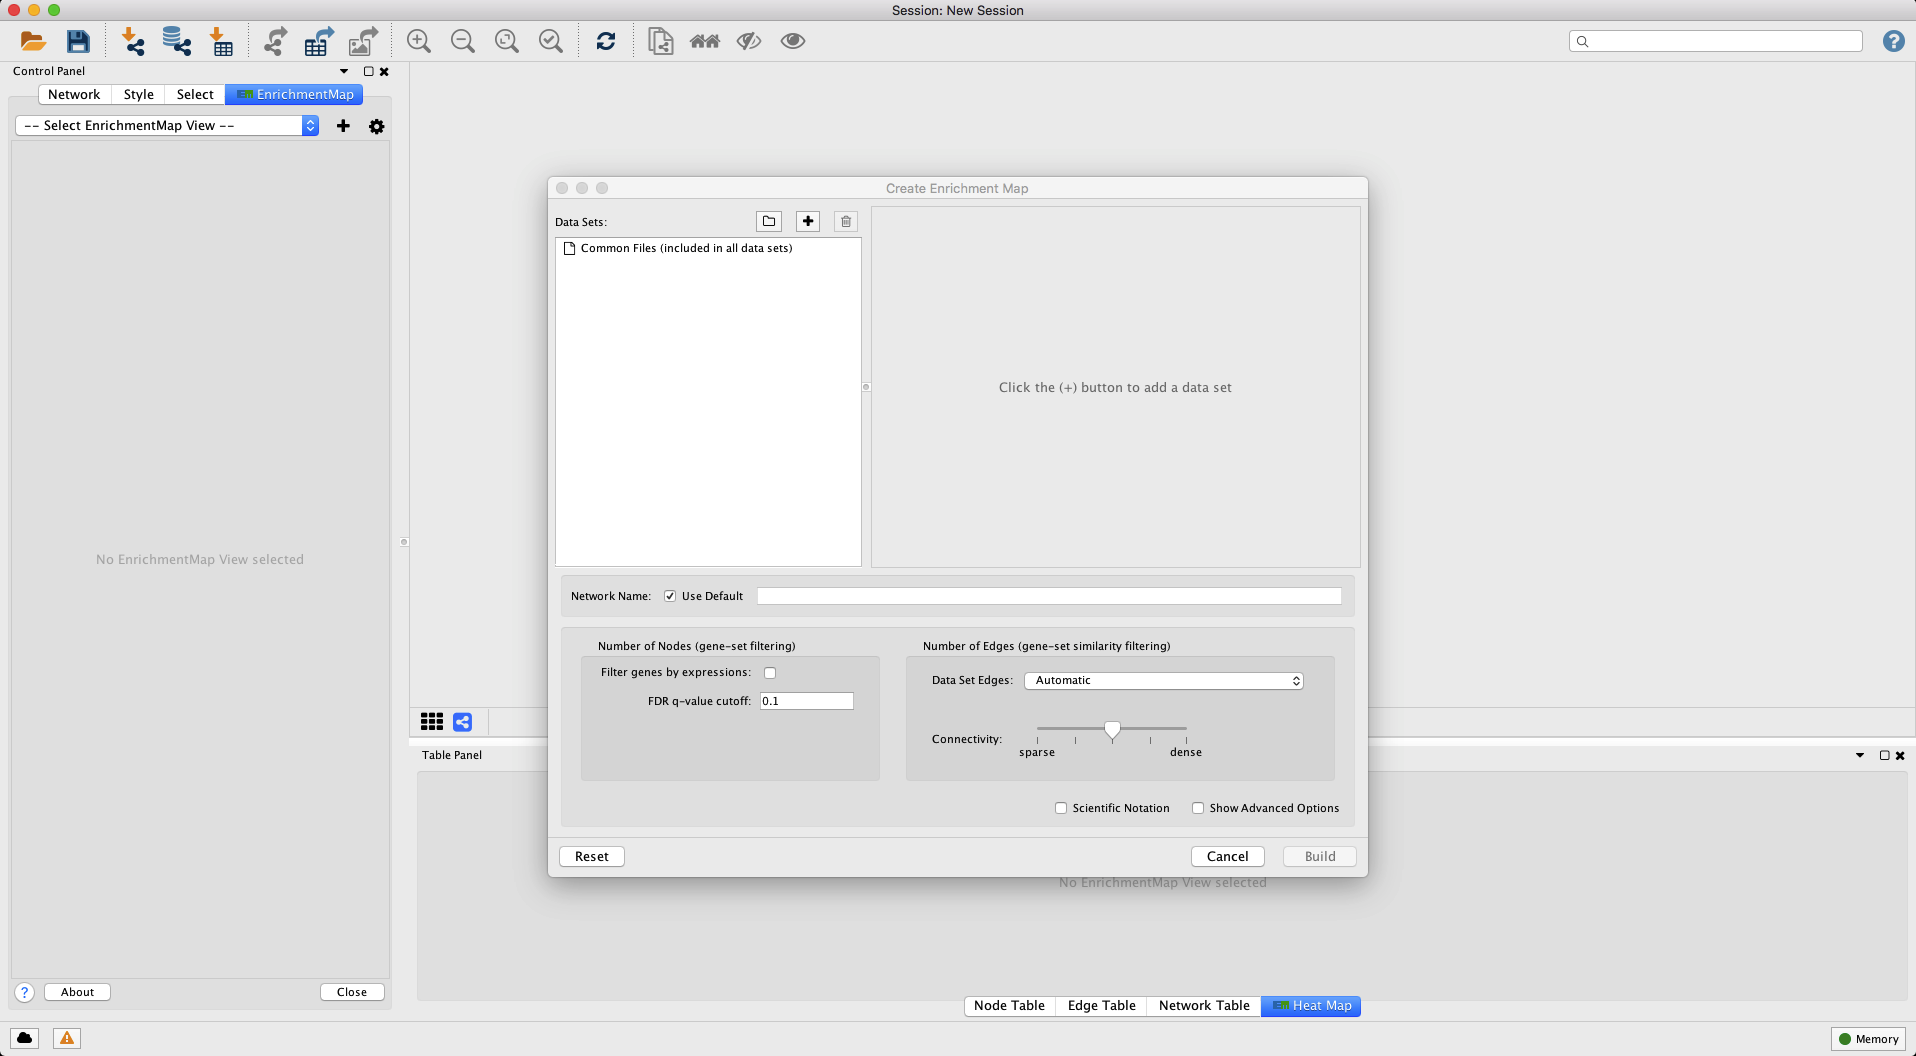 Session: New Session
Control Panel
Network Style Select EM EnrichmentMap
-- Select EnrichmentMap View --
No EnrichmentMap View selected
? About Close
Create Enrichment Map
Data Sets:
Common Files (included in all data sets)
Click the (+) button to add a data set
Network Name: Use Default
Number of Nodes (gene-set filtering)
Filter genes by expressions:
FDR q-value cutoff: 0.1
Number of Edges (gene-set similarity filtering)
Data Set Edges: Automatic
Connectivity:
sparse dense
Scientific Notation Show Advanced Options
Reset Cancel Build
Table Panel
No EnrichmentMap View selected
Node Table Edge Table Network Table EM Heat Map
Memory